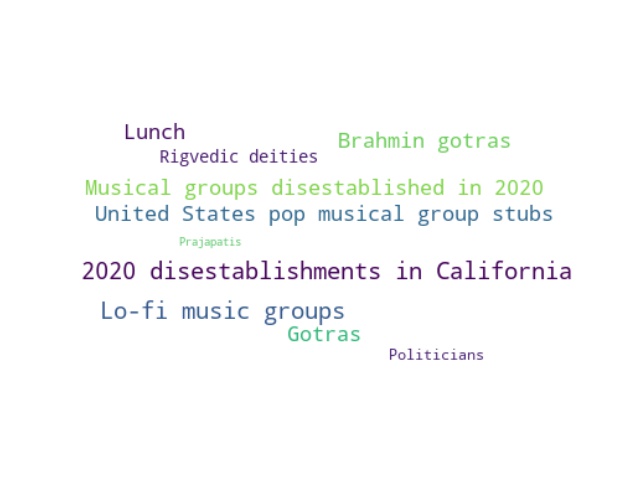 Lunch
Brahmin gotras
Rigvedic deities
Musical groups disestablished in 2020
United States pop musical group stubs
Prajapatis
2020 disestablishments in California
Lo-fi music groups
Gotras
Politicians